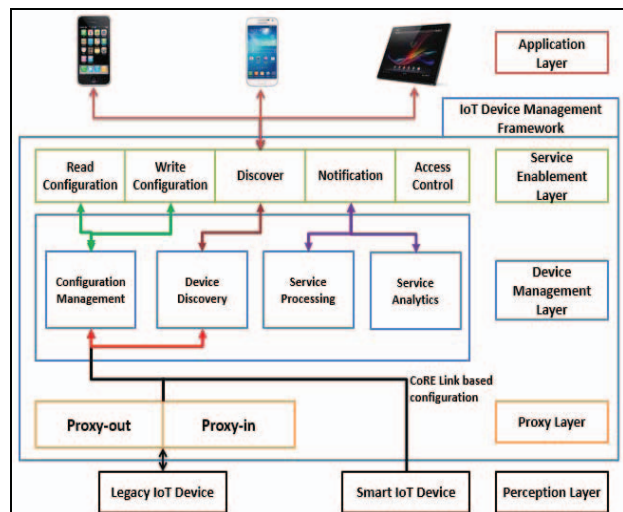 Application
Layer
IoT Device Management
Framework
Read
Configuration
Write
Configuration
Discover
Notification
Access
Control
Service
Enablement
Layer
Configuration
Management
Device
Discovery
Service
Processing
Service
Analytics
Device
Management
Layer
CoRE Link based
configuration
Proxy-out
Proxy-in
Proxy Layer
Legacy IoT Device
Smart IoT Device
Perception Layer